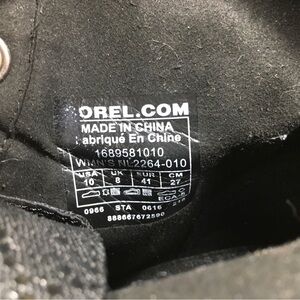 OREL.COM
MADE IN CHINA
abriqué En Chine
1689581010
WMN'S NL2264-010
USA UK EUR CM
10 8 41 27
0966 STA 0616
888667672590